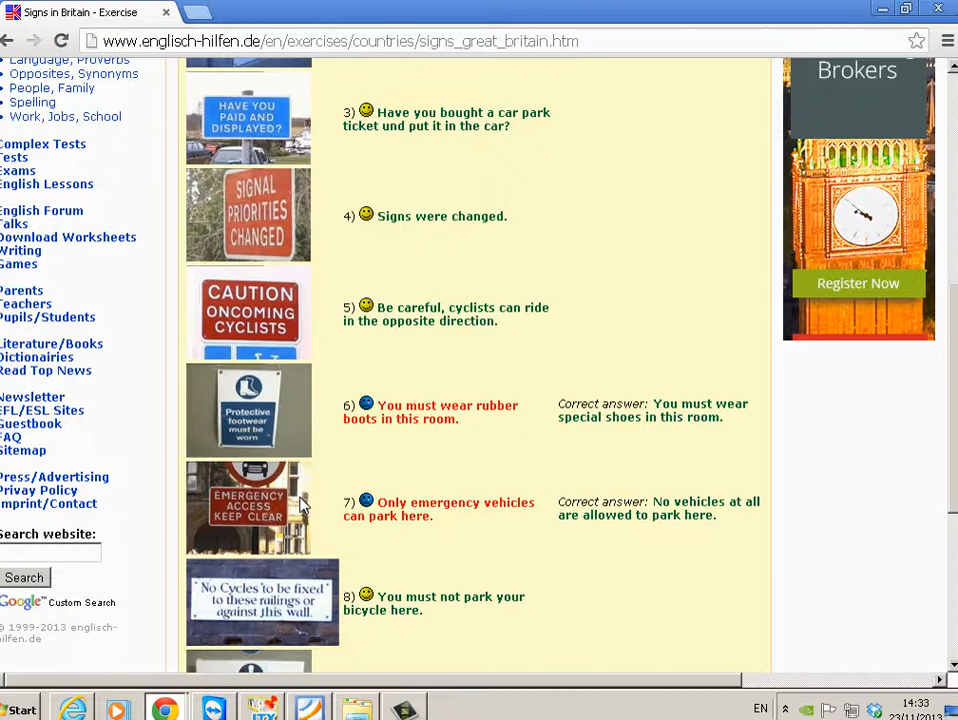 Signs in Britain - Exercise
www.englisch-hilfen.de/en/exercises/countries/signs_great_britain.htm
Language, Proverbs
Opposites, Synonyms
People, Family
Spelling
Work, Jobs, School
Complex Tests
Tests
Exams
English Lessons
English Forum
Talks
Download Worksheets
Writing
Games
Parents
Teachers
Pupils/Students
Literature/Books
Dictionairies
Read Top News
Newsletter
EFL/ESL Sites
Guestbook
FAQ
Sitemap
Press/Advertising
Privay Policy
Imprint/Contact
Search website:
Search
Google™ Custom Search
© 1999-2013 englisch-
hilfen.de
HAVE YOU
PAID AND
DISPLAYED?
3) Have you bought a car park
ticket und put it in the car?
SIGNAL
PRIORITIES
CHANGED
4) Signs were changed.
CAUTION
ONCOMING
CYCLISTS
5) Be careful, cyclists can ride
in the opposite direction.
Protective
footwear
must be
worn
6) You must wear rubber
boots in this room.
Correct answer: You must wear
special shoes in this room.
EMERGENCY
ACCESS
KEEP CLEAR
7) Only emergency vehicles
can park here.
Correct answer: No vehicles at all
are allowed to park here.
No Cycles to be fixed
to these railings or
against this wall.
8) You must not park your
bicycle here.
Brokers
Register Now
Start
EN
14:33
23/11/2013